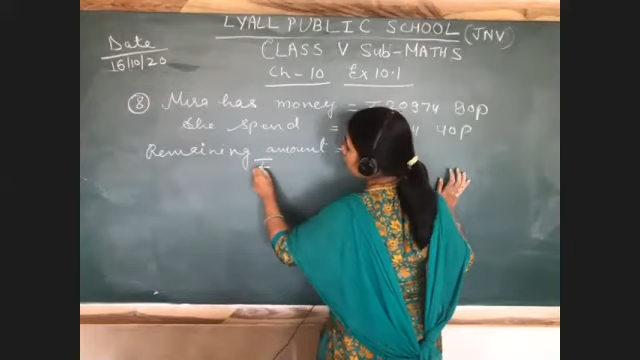 LYALL PUBLIC SCHOOL (JNV)
Date
16/10/20
CLASS V Sub-MATHS
Ch-10 Ex 10.1
⑧ Mira has money = ₹ 80p
She spend = 40p
Remaining amount =
₹